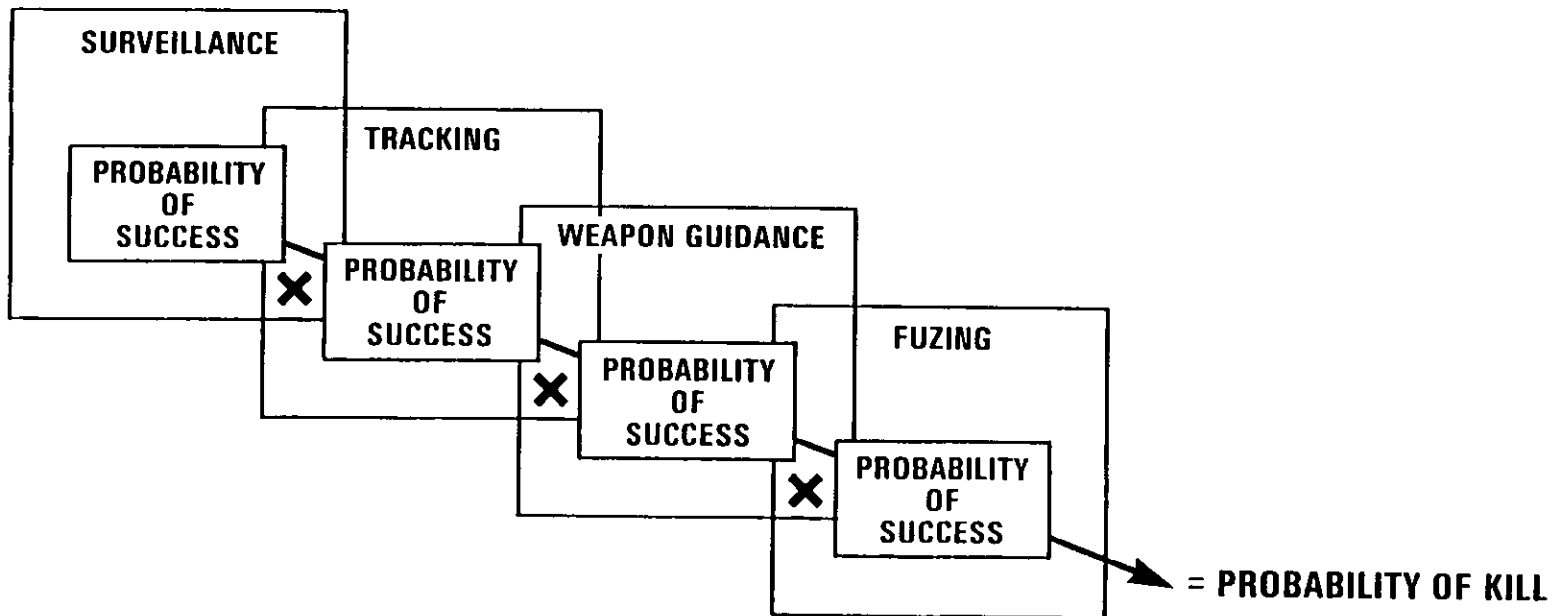 SURVEILLANCE
PROBABILITY
OF
SUCCESS
×
TRACKING
PROBABILITY
OF
SUCCESS
×
WEAPON GUIDANCE
PROBABILITY
OF
SUCCESS
×
FUZING
PROBABILITY
OF
SUCCESS
= PROBABILITY OF KILL